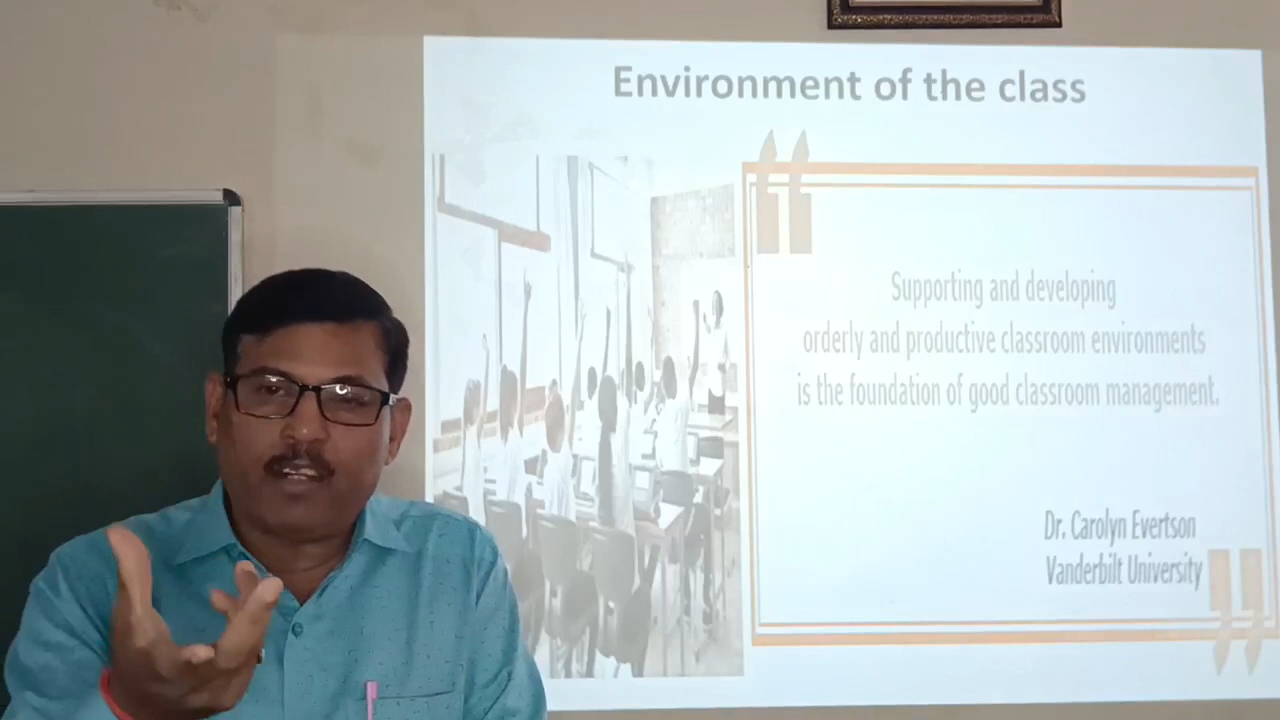 Environment of the class
Supporting and developing
orderly and productive classroom environments
is the foundation of good classroom management.
Dr. Carolyn Evertson
Vanderbilt University